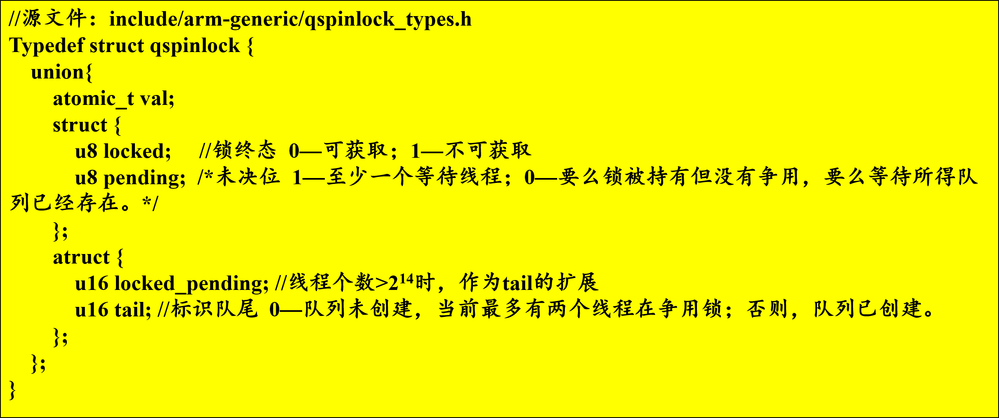 //源文件：include/arm-generic/qspinlock_types.h
Typedef struct qspinlock {
union{
atomic_t val;
struct {
u8 locked; //锁终态 0—可获取；1—不可获取
u8 pending; /*未决位 1—至少一个等待线程；0—要么锁被持有但没有争用，要么等待所得队
列已经存在。*/
};
atruct {
u16 locked_pending; //线程个数>2¹⁴时，作为tail的扩展
u16 tail; //标识队尾 0—队列未创建，当前最多有两个线程在争用锁；否则，队列已创建。
};
};
}